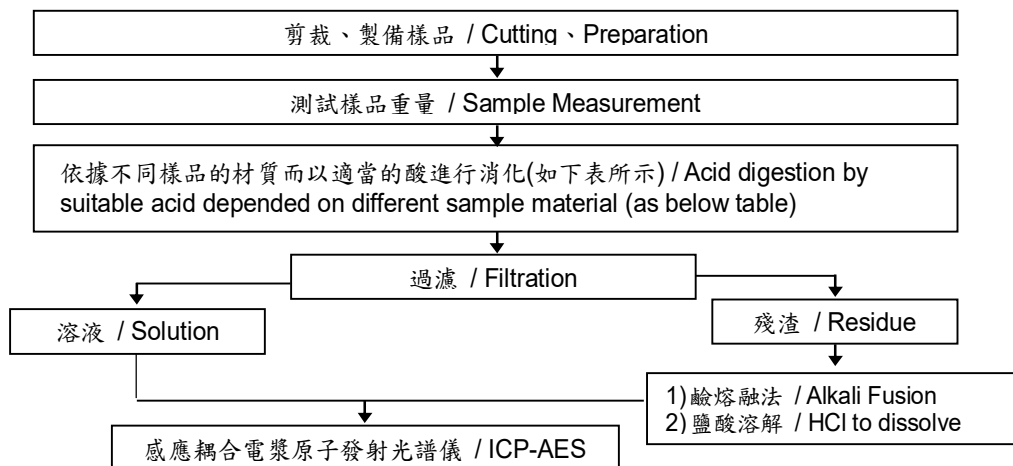 剪裁、製備樣品 / Cutting、Preparation
測試樣品重量 / Sample Measurement
依據不同樣品的材質而以適當的酸進行消化(如下表所示) / Acid digestion by
suitable acid depended on different sample material (as below table)
過濾 / Filtration
溶液 / Solution
殘渣 / Residue
1)鹼熔融法 / Alkali Fusion
2)鹽酸溶解 / HCl to dissolve
感應耦合電漿原子發射光譜儀 / ICP-AES